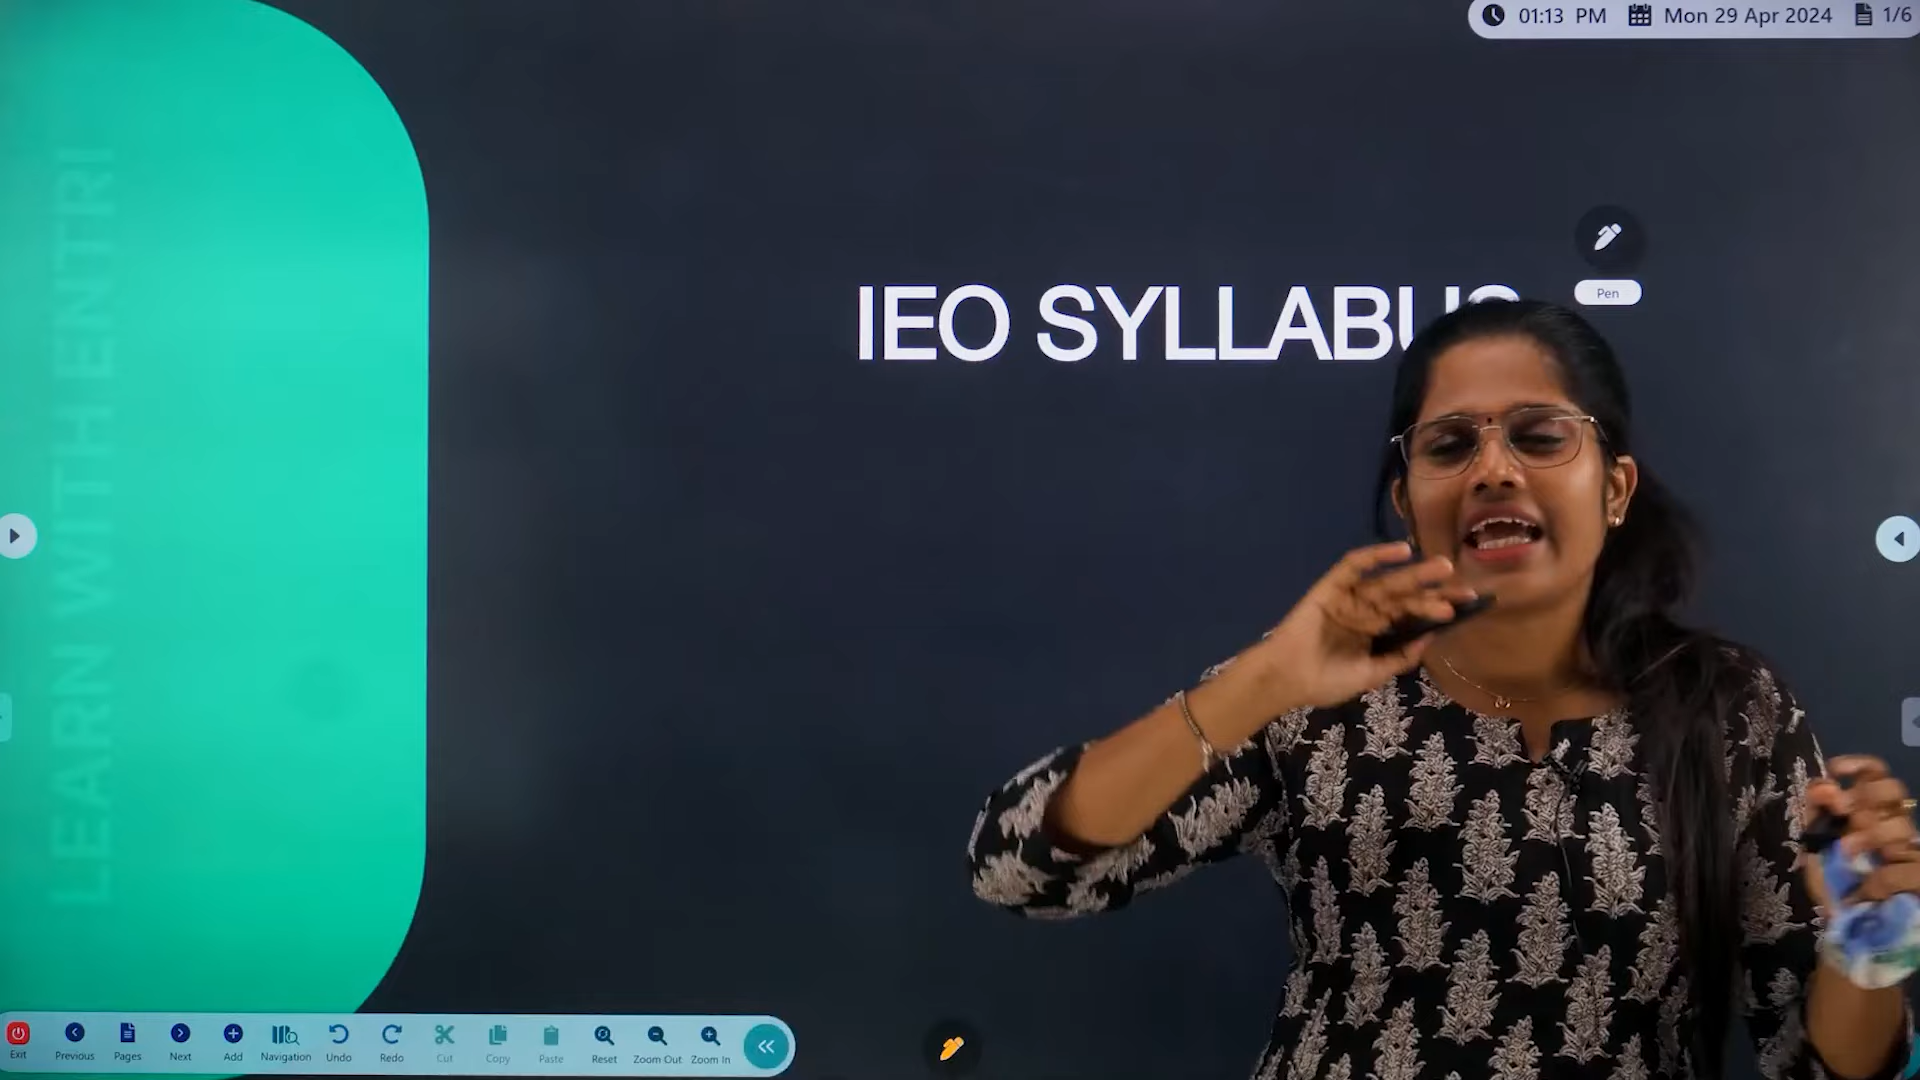 01:13 PM Mon 29 Apr 2024 1/6
LEARN WITH ENTRI
IEO SYLLABUS
Pen
Exit Previous Pages Next Add Navigation Undo Redo Cut Copy Paste Reset Zoom Out Zoom In